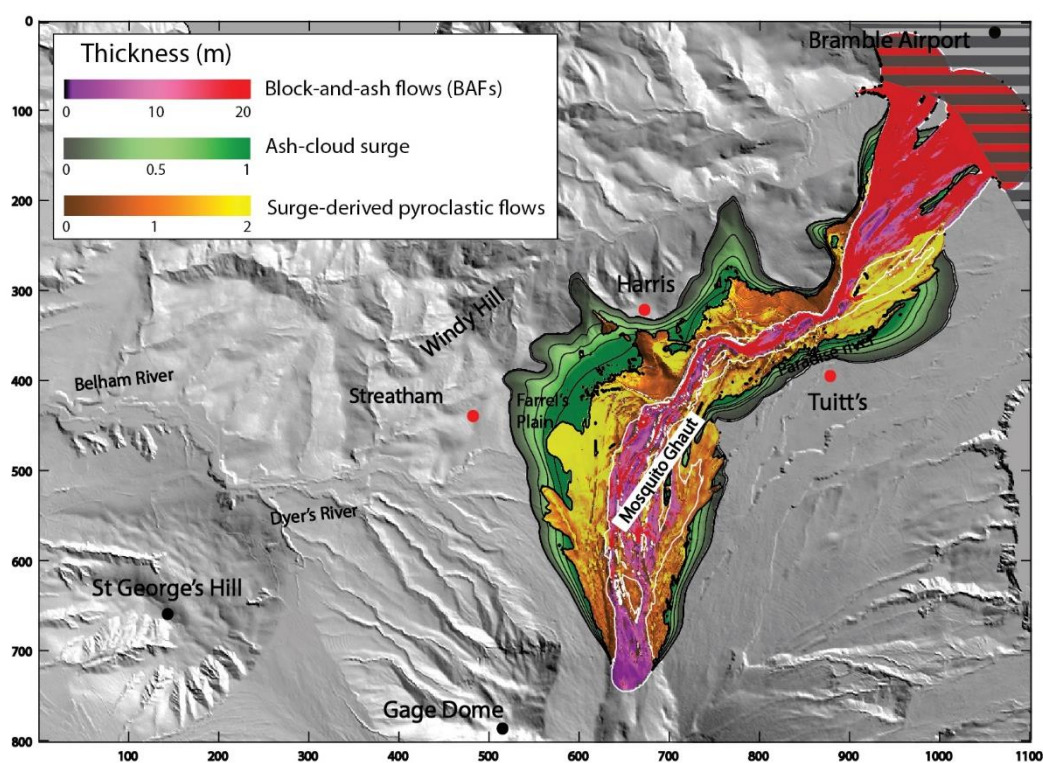 Thickness (m)
0 10 20
Block-and-ash flows (BAFs)
0 0.5 1
Ash-cloud surge
0 1 2
Surge-derived pyroclastic flows
Bramble Airport
Harris
Windy Hill
Belham River
Streatham
Farrel's
Plain
Paradise river
Tuitt's
Mosquito Ghaut
Dyer's River
St George's Hill
Gage Dome
0
100
200
300
400
500
600
700
800
0 100 200 300 400 500 600 700 800 900 1000 1100